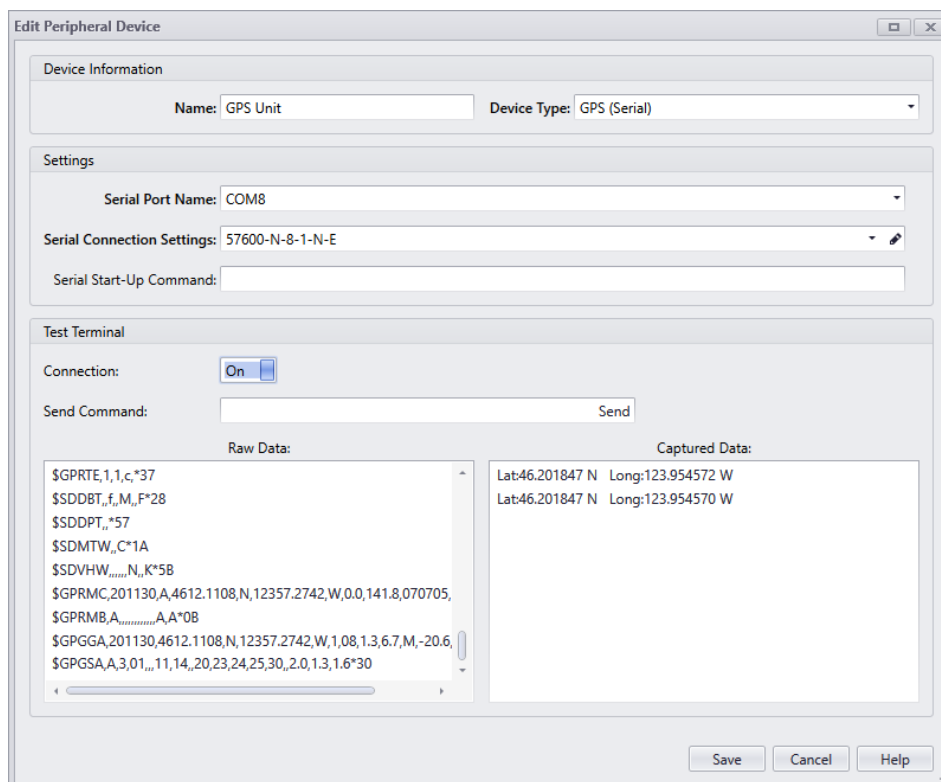 Edit Peripheral Device
Device Information
Name: GPS Unit Device Type: GPS (Serial)
Settings
Serial Port Name: COM8
Serial Connection Settings: 57600-N-8-1-N-E
Serial Start-Up Command:
Test Terminal
Connection: On
Send Command: Send
Raw Data: Captured Data:
$GPRTE,1,1,c,*37
$SDDBT,,f,,M,,F*28
$SDDPT,,*57
$SDMTW,,C*1A
$SDVHW,,,,,N,,K*5B
$GPRMC,201130,A,4612.1108,N,12357.2742,W,0.0,141.8,070705,
$GPRMB,A,,,,,,,,,,,,A,A*0B
$GPGGA,201130,4612.1108,N,12357.2742,W,1,08,1.3,6.7,M,-20.6,
$GPGSA,A,3,01,,,11,14,,20,23,24,25,30,,2.0,1.3,1.6*30
Lat:46.201847 N Long:123.954572 W
Lat:46.201847 N Long:123.954570 W
Save Cancel Help